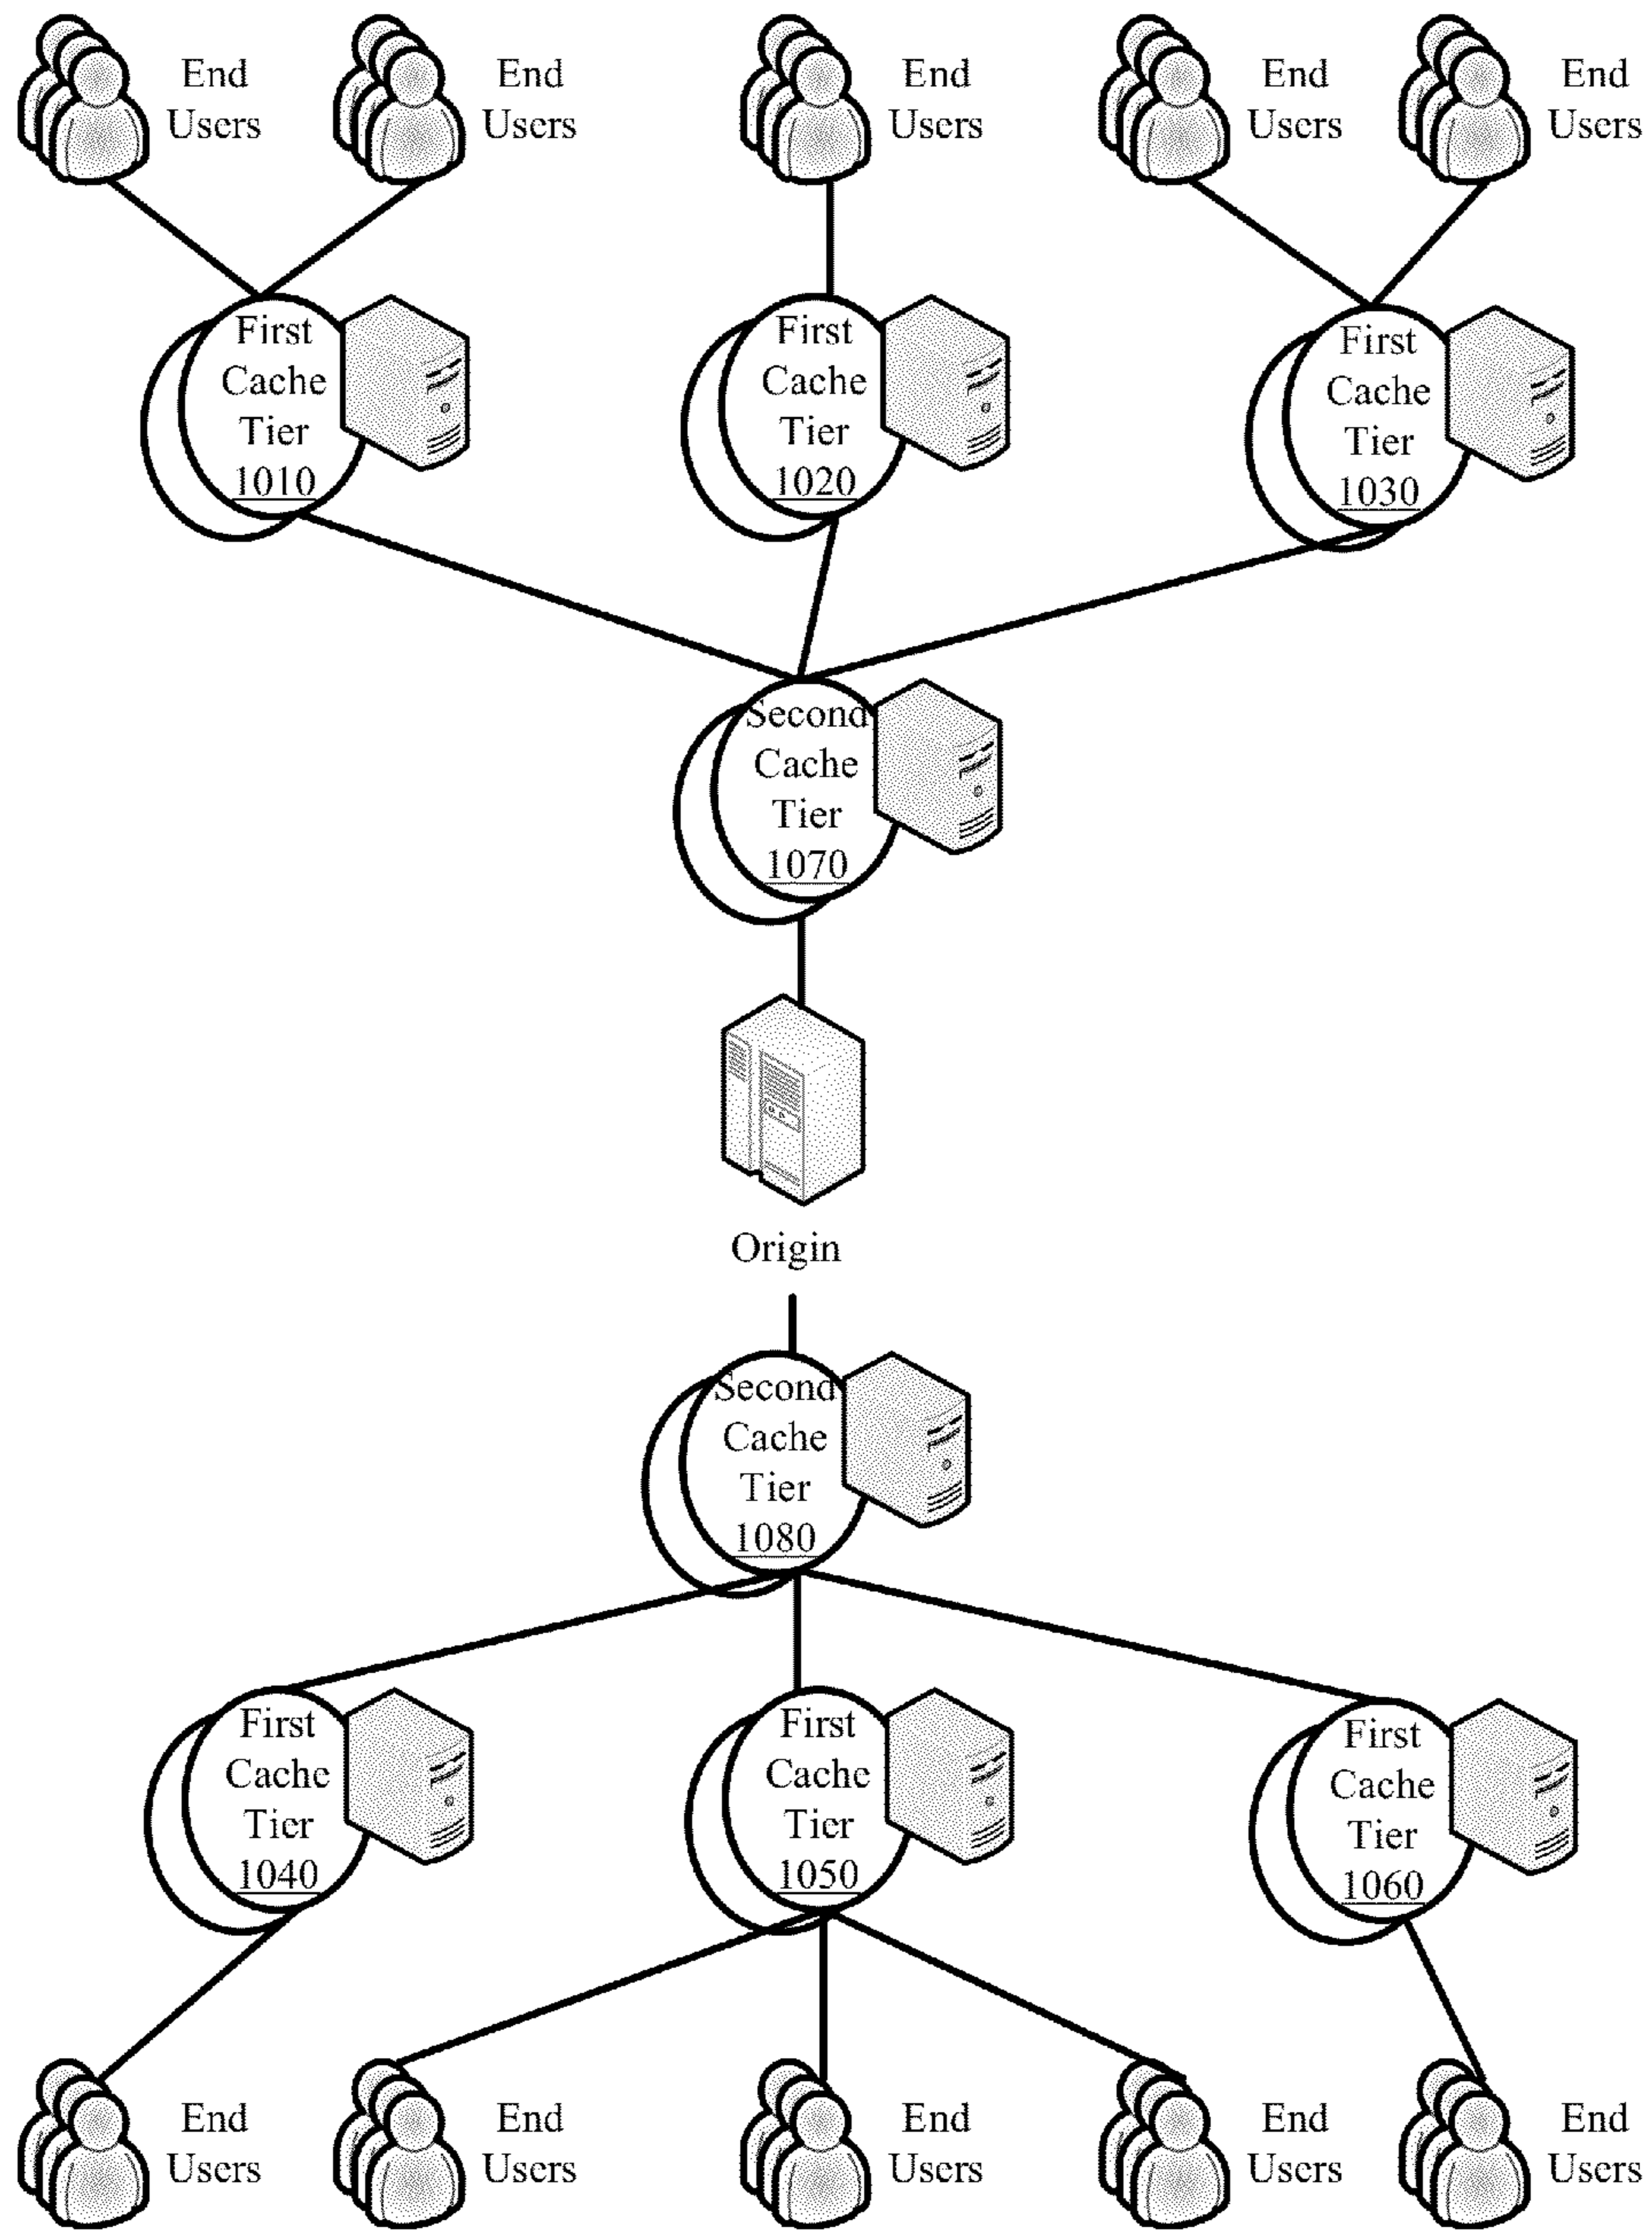 End
Users
End
Users
End
Users
End
Users
End
Users
First
Cache
Tier
1010
First
Cache
Tier
1020
First
Cache
Tier
1030
Second
Cache
Tier
1070
Origin
Second
Cache
Tier
1080
First
Cache
Tier
1040
First
Cache
Tier
1050
First
Cache
Tier
1060
End
Users
End
Users
End
Users
End
Users
End
Users